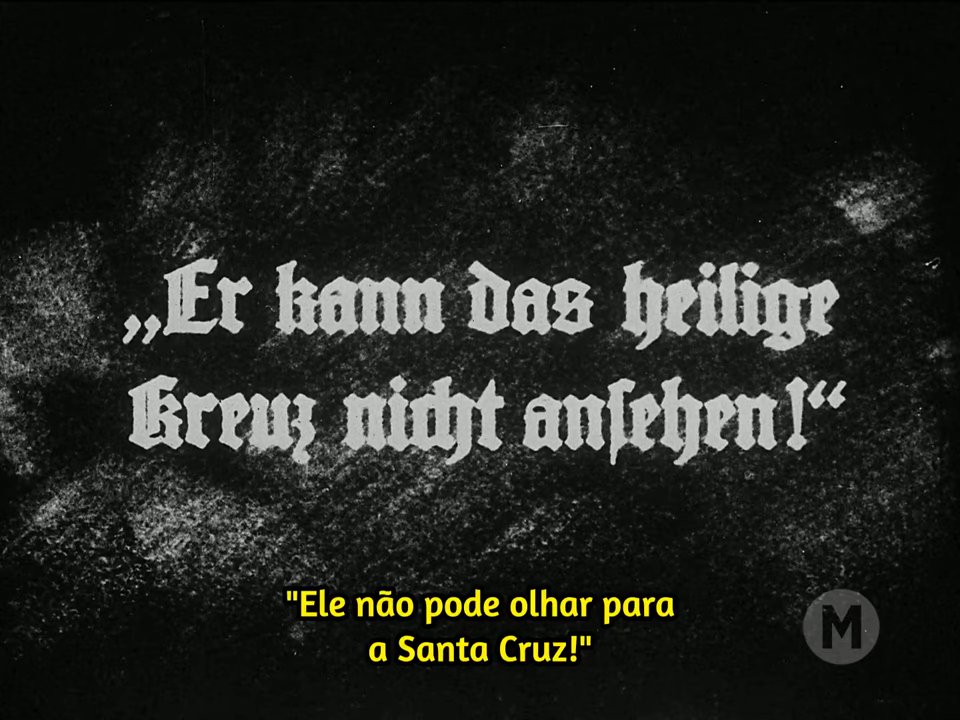 „Er kann das heilige
Kreuz nicht anſehen!“
"Ele não pode olhar para
a Santa Cruz!"
M